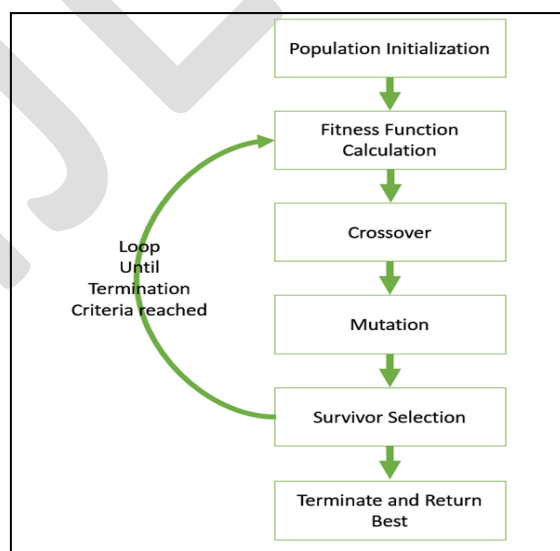 Population Initialization
Fitness Function
Calculation
Crossover
Loop
Until
Termination
Criteria reached
Mutation
Survivor Selection
Terminate and Return
Best